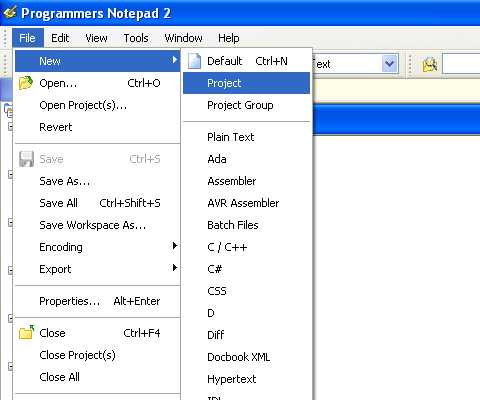 Programmers Notepad 2
File Edit View Tools Window Help
New
Open... Ctrl+O
Open Project(s)...
Revert
Save Ctrl+S
Save As...
Save All Ctrl+Shift+S
Save Workspace As...
Encoding
Export
Properties... Alt+Enter
Close Ctrl+F4
Close Project(s)
Close All
Default Ctrl+N
Project
Project Group
Plain Text
Ada
Assembler
AVR Assembler
Batch Files
C / C++
C#
CSS
D
Diff
Docbook XML
Hypertext
Text